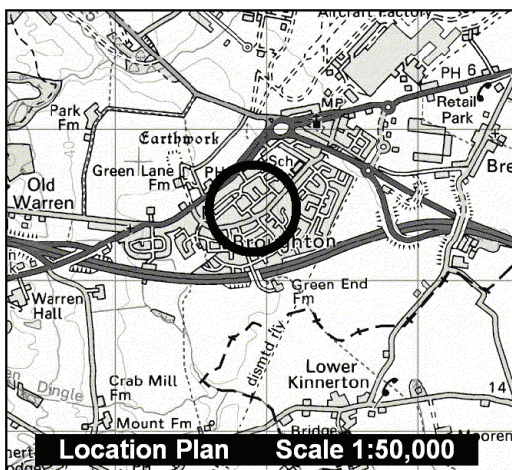 Aircraft Factory
PH 6
MP
Retail
Park
Park
Fm
Earthwork
Sch
Green Lane
Fm
PH
Bre
Old
Warren
40
Broughton
Green End
Fm
Warren
Hall
dismtd rly
Lower
Kinnerton
Dingle
Crab Mill
Fm
14
Mount Fm
Bridge
Mooren
Location Plan Scale 1:50,000